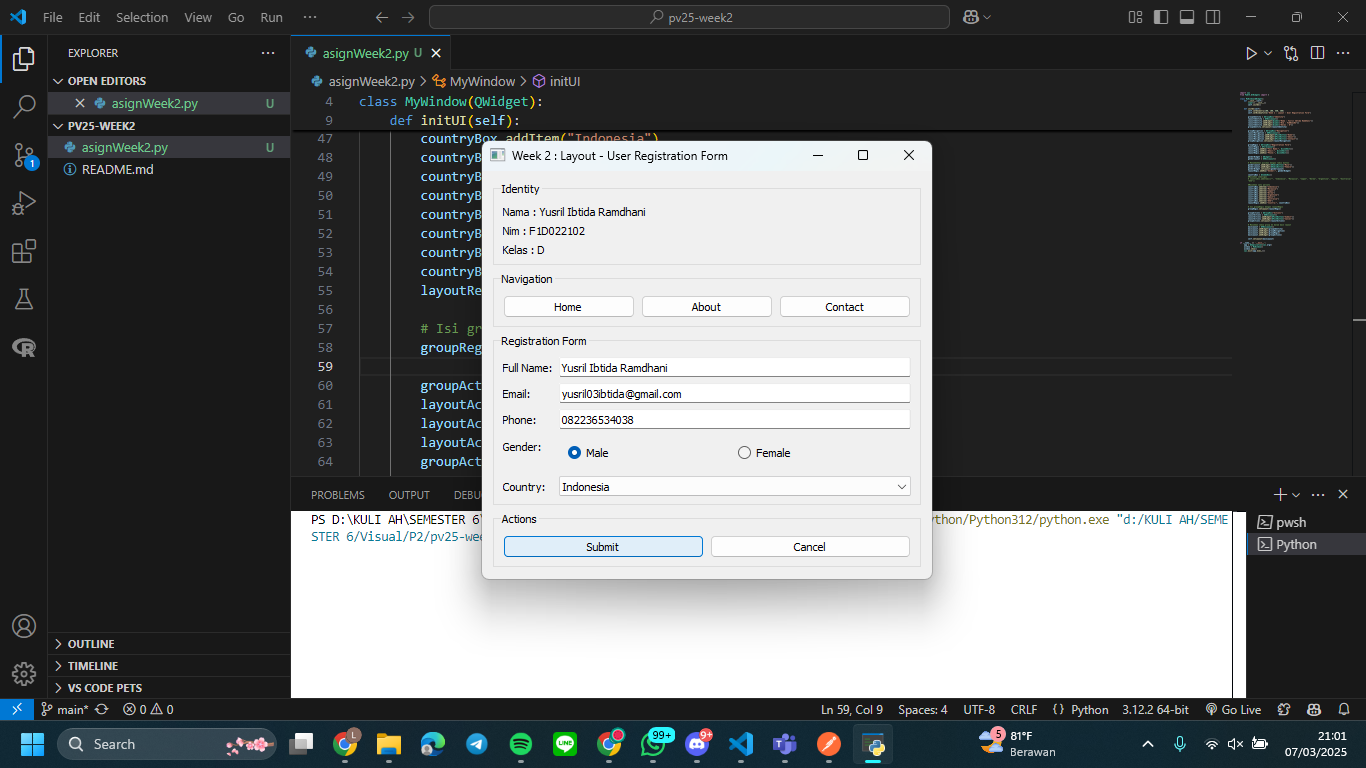 File Edit Selection View Go Run ··· pv25-week2
EXPLORER
OPEN EDITORS
asignWeek2.py U
PV25-WEEK2
asignWeek2.py U
README.md
1
OUTLINE
TIMELINE
VS CODE PETS
asignWeek2.py U
asignWeek2.py > MyWindow > initUI
4 class MyWindow(QWidget):
9 def initUI(self):
47 countryBox.addItem("Indonesia")
48 countryB
49 countryB
50 countryB
51 countryB
52 countryB
53 countryB
54 countryB
55 layoutRe
56
57 # Isi gr
58 groupReg
59
60 groupAct
61 layoutAc
62 layoutAc
63 layoutAc
64 groupAct
Week 2 : Layout - User Registration Form
Identity
Nama : Yusril Ibtida Ramdhani
Nim : F1D022102
Kelas : D
Navigation
Home About Contact
Registration Form
Full Name: Yusril Ibtida Ramdhani
Email: yusril03ibtida@gmail.com
Phone: 082236534038
Gender: Male Female
Country: Indonesia
Actions
Submit Cancel
PROBLEMS OUTPUT DEBU
PS D:\KULI AH\SEMESTER 6\ ython/Python312/python.exe "d:/KULI AH/SEME
STER 6/Visual/P2/pv25-wee
pwsh
Python
main* 0 0 Ln 59, Col 9 Spaces: 4 UTF-8 CRLF Python 3.12.2 64-bit Go Live
Search
L
99+
9+
5
81°F
Berawan
21:01
07/03/2025